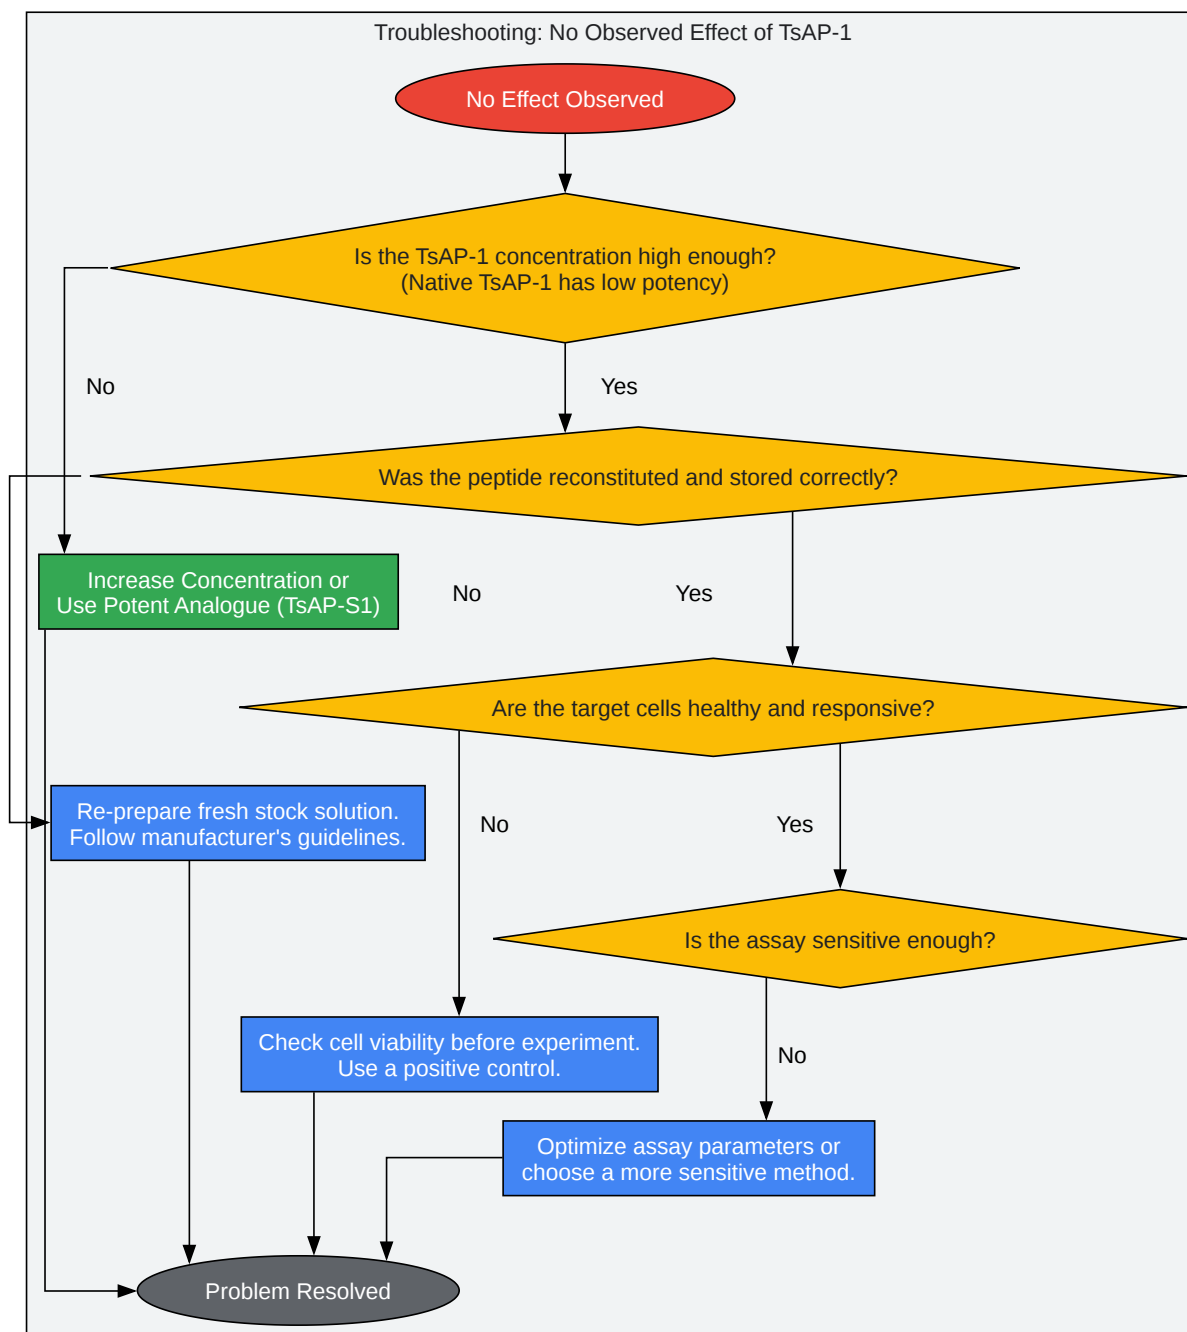 Troubleshooting: No Observed Effect of TsAP-1
No Effect Observed
Is the TsAP-1 concentration high enough?
(Native TsAP-1 has low potency)
No
Yes
Was the peptide reconstituted and stored correctly?
Increase Concentration or
Use Potent Analogue (TsAP-S1)
No
Yes
Are the target cells healthy and responsive?
Re-prepare fresh stock solution.
Follow manufacturer's guidelines.
No
Yes
Is the assay sensitive enough?
Check cell viability before experiment.
Use a positive control.
No
Optimize assay parameters or
choose a more sensitive method.
Problem Resolved